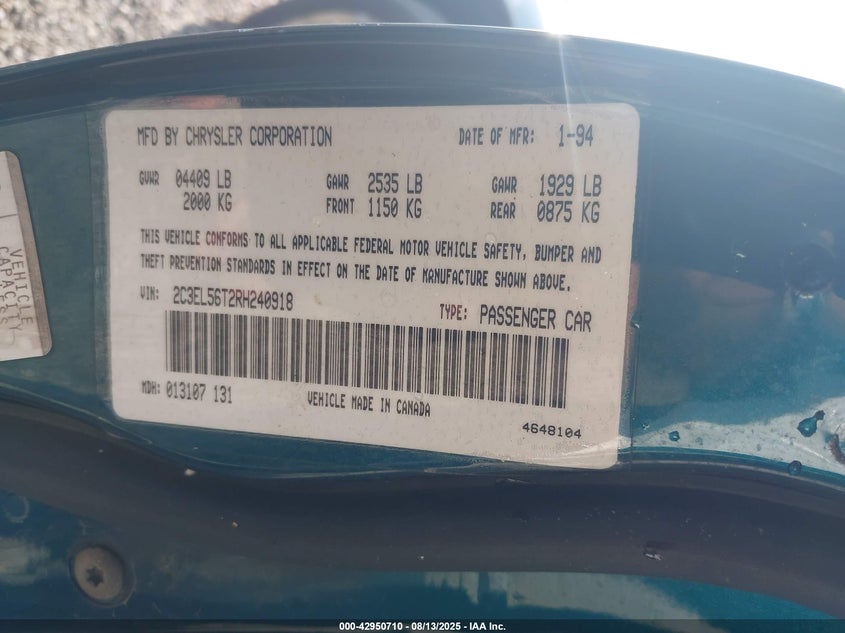 MFD BY CHRYSLER CORPORATION DATE OF MFR: 1-94
GVWR 04409 LB GAWR 2535 LB GAWR 1929 LB
2000 KG FRONT 1150 KG REAR 0875 KG
THIS VEHICLE CONFORMS TO ALL APPLICABLE FEDERAL MOTOR VEHICLE SAFETY, BUMPER AND
THEFT PREVENTION STANDARDS IN EFFECT ON THE DATE OF MANUFACTURE SHOWN ABOVE.
VIN: 2C3EL56T2RH240918 TYPE: PASSENGER CAR
MDH: 013107 131 VEHICLE MADE IN CANADA
4648104
VEHICLE
000-42950710 - 08/13/2025 - IAA Inc.